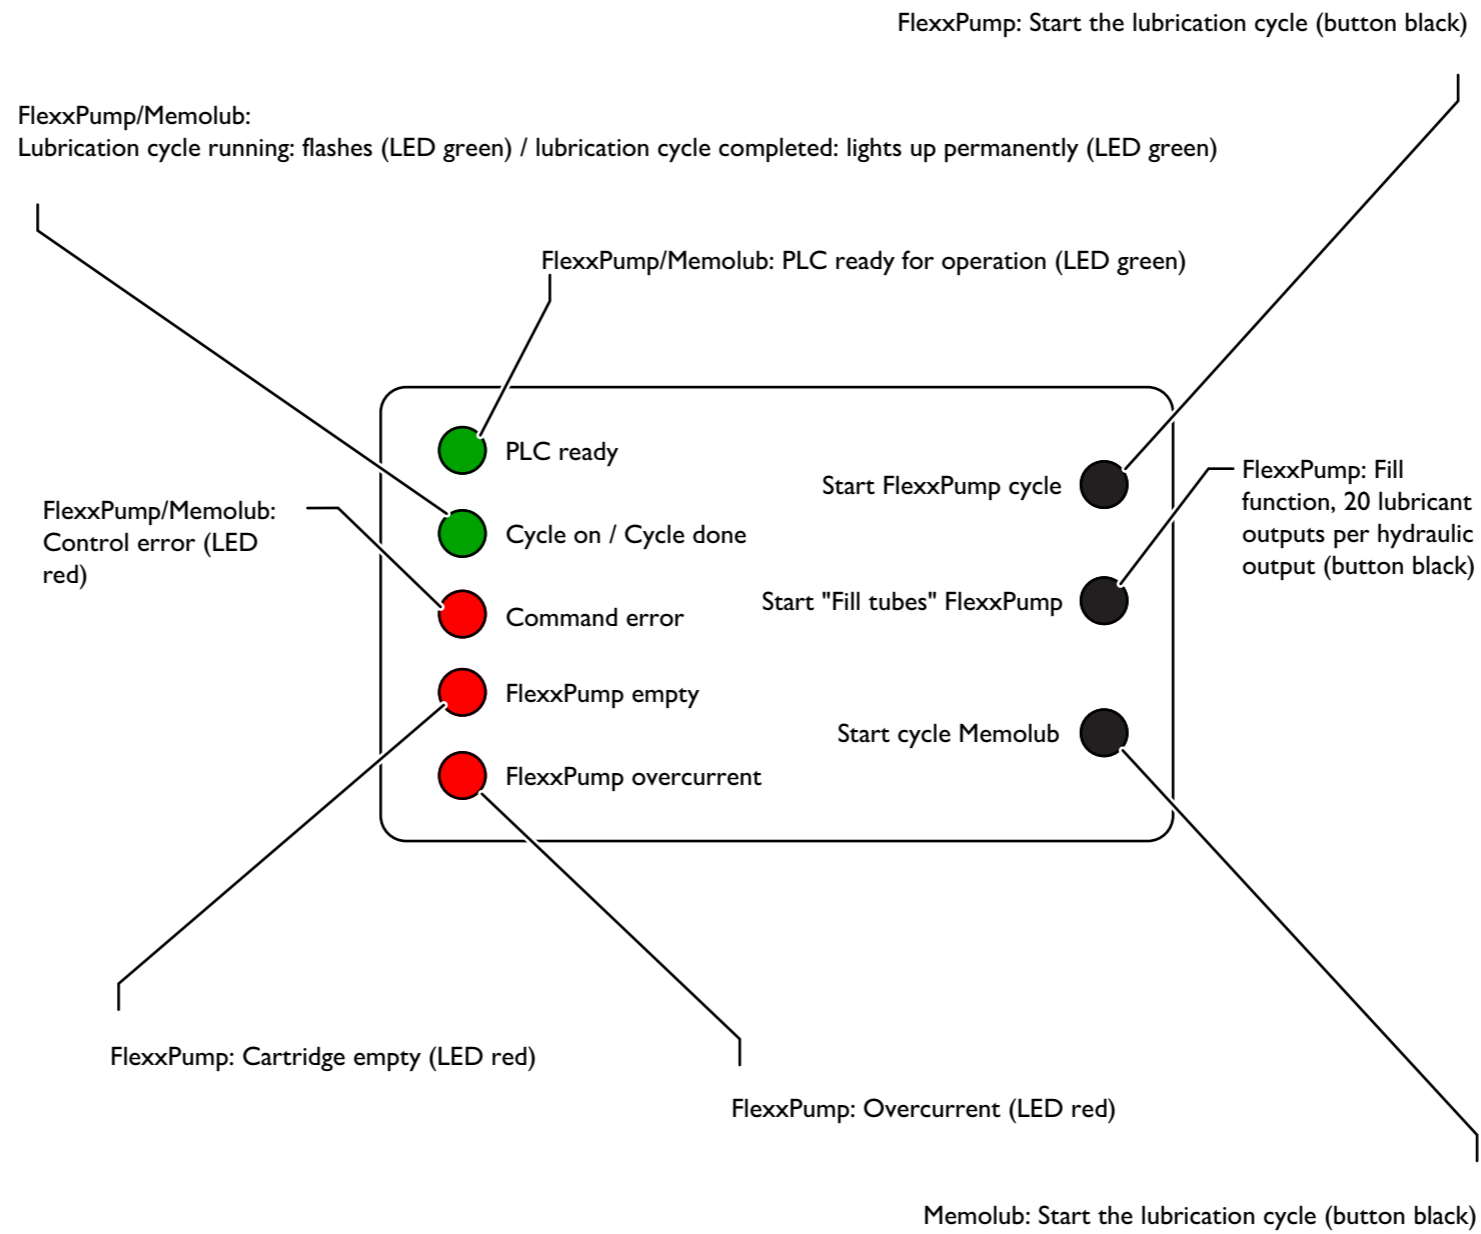 FlexxPump: Start the lubrication cycle (button black)
FlexxPump/Memolub:
Lubrication cycle running: flashes (LED green) / lubrication cycle completed: lights up permanently (LED green)
FlexxPump/Memolub: PLC ready for operation (LED green)
PLC ready
Start FlexxPump cycle
FlexxPump: Fill
function, 20 lubricant
outputs per hydraulic
output (button black)
FlexxPump/Memolub:
Control error (LED
red)
Cycle on / Cycle done
Start "Fill tubes" FlexxPump
Command error
FlexxPump empty
Start cycle Memolub
FlexxPump overcurrent
FlexxPump: Cartridge empty (LED red)
FlexxPump: Overcurrent (LED red)
Memolub: Start the lubrication cycle (button black)